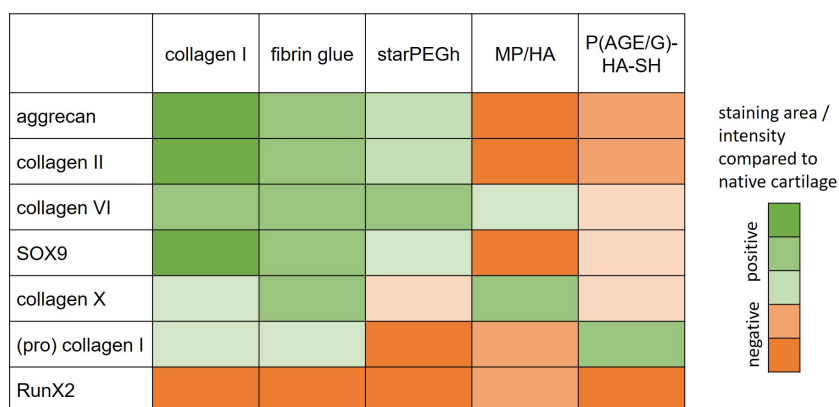 collagen I fibrin glue starPEGh MP/HA P(AGE/G)-
HA-SH
aggrecan
collagen II
collagen VI
SOX9
collagen X
(pro) collagen I
RunX2
staining area /
intensity
compared to
native cartilage
positive
negative